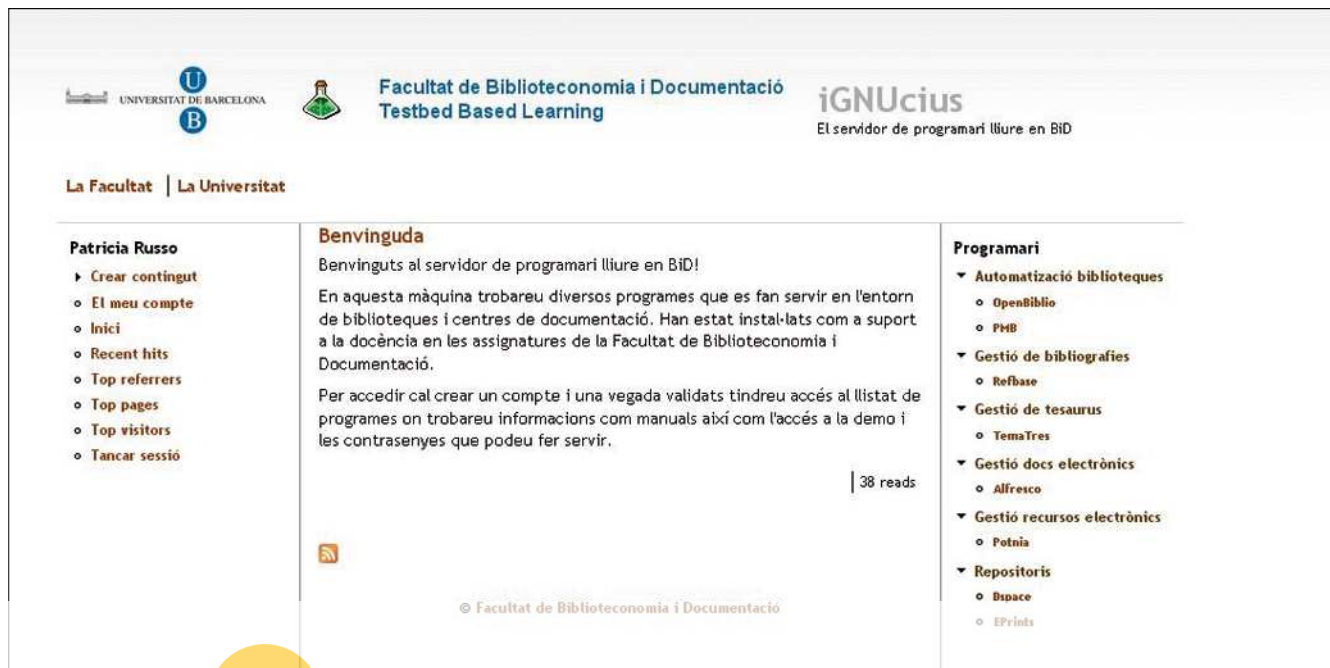 U
UNIVERSITAT DE BARCELONA
B
Facultat de Biblioteconomia i Documentació
Testbed Based Learning
iGNUcius
El servidor de programari lliure en BiD
La Facultat | La Universitat
Patricia Russo
Crear contingut
El meu compte
Inici
Recent hits
Top referrers
Top pages
Top visitors
Tancar sessió
Benvinguda
Benvinguts al servidor de programari lliure en BiD!
En aquesta màquina trobareu diversos programes que es fan servir en l'entorn
de biblioteques i centres de documentació. Han estat instal·lats com a suport
a la docència en les assignatures de la Facultat de Biblioteconomia i
Documentació.
Per accedir cal crear un compte i una vegada validats tindreu accés al llistat de
programes on trobareu informacions com manuals així com l'accés a la demo i
les contrasenyes que podeu fer servir.
38 reads
Programari
Automatizació biblioteques
OpenBiblio
PMB
Gestió de bibliografies
Refbase
Gestió de tesaurus
TemaTres
Gestió docs electrònics
Alfresco
Gestió recursos electrònics
Potnia
Repositoris
Dspace
EPrints
© Facultat de Biblioteconomia i Documentació